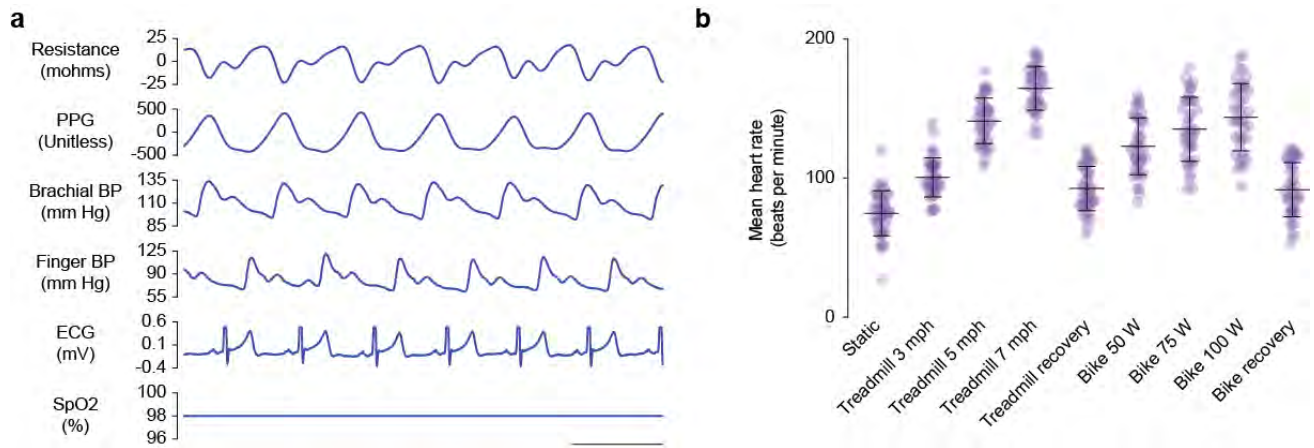 a
Resistance
(mohms)
25
0
-25
PPG
(Unitless)
500
0
-500
Brachial BP
(mm Hg)
135
110
85
Finger BP
(mm Hg)
125
90
55
ECG
(mV)
0.6
0.1
-0.4
SpO2
(%)
100
98
96
b
Mean heart rate
(beats per minute)
200
100
0
Static
Treadmill 3 mph
Treadmill 5 mph
Treadmill 7 mph
Treadmill recovery
Bike 50 W
Bike 75 W
Bike 100 W
Bike recovery